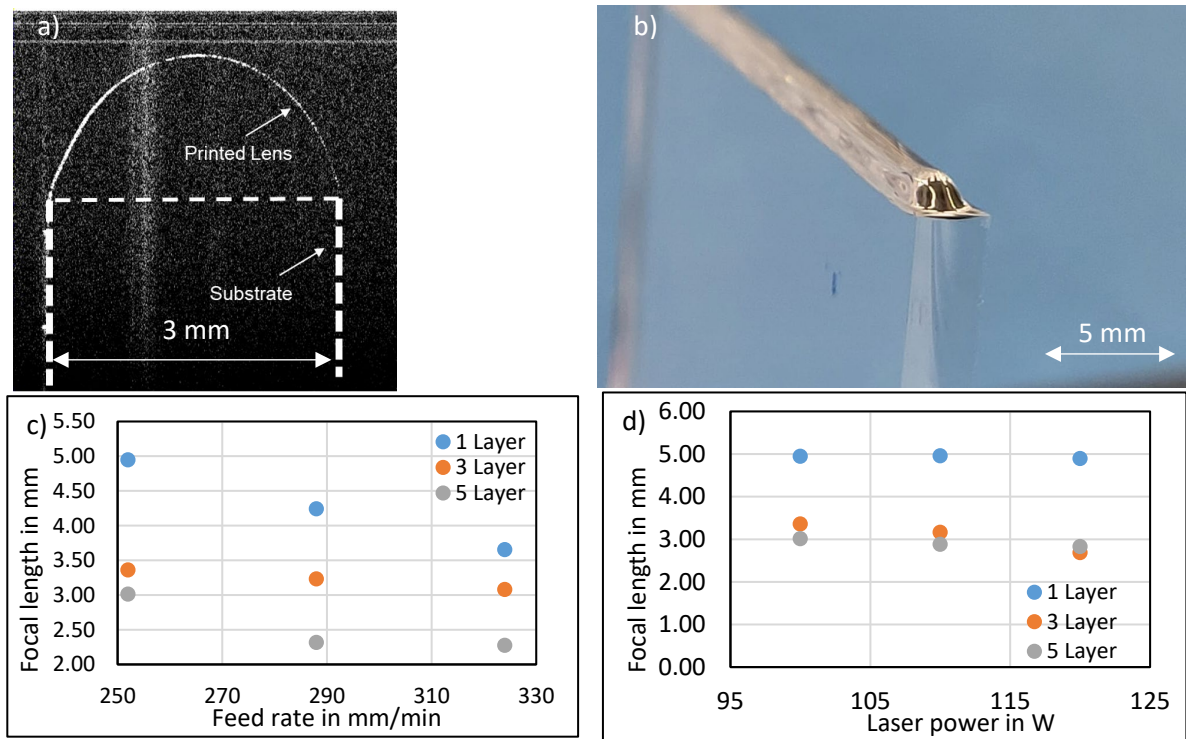 a)
Printed Lens
Substrate
3 mm
b)
5 mm
c)
5.50
5.00
4.50
4.00
3.50
3.00
2.50
2.00
250 270 290 310 330
Focal length in mm
Feed rate in mm/min
1 Layer
3 Layer
5 Layer
d)
6.00
5.00
4.00
3.00
2.00
1.00
0.00
95 105 115 125
Focal length in mm
Laser power in W
1 Layer
3 Layer
5 Layer